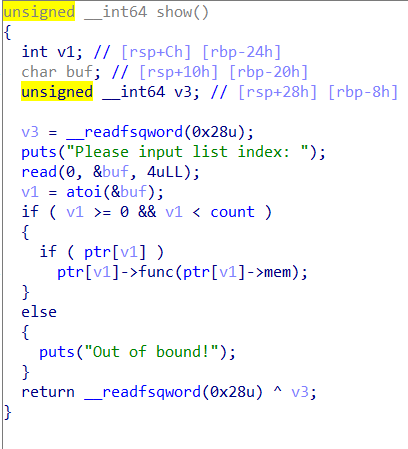 unsigned __int64 show()
{
  int v1; // [rsp+Ch] [rbp-24h]
  char buf; // [rsp+10h] [rbp-20h]
  unsigned __int64 v3; // [rsp+28h] [rbp-8h]

  v3 = __readfsqword(0x28u);
  puts("Please input list index: ");
  read(0, &buf, 4uLL);
  v1 = atoi(&buf);
  if ( v1 >= 0 && v1 < count )
  {
    if ( ptr[v1] )
      ptr[v1]->func(ptr[v1]->mem);
  }
  else
  {
    puts("Out of bound!");
  }
  return __readfsqword(0x28u) ^ v3;
}